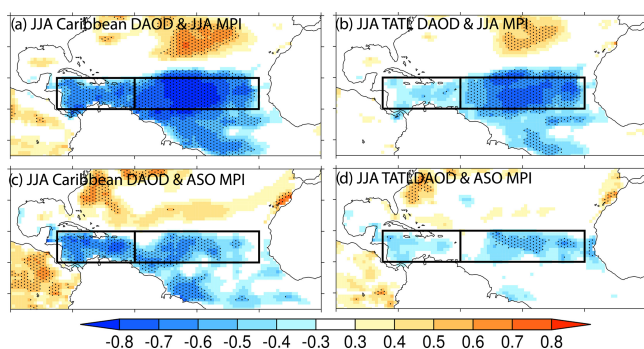 (a) JJA Caribbean DAOD & JJA MPI
(b) JJA TATL DAOD & JJA MPI
(c) JJA Caribbean DAOD & ASO MPI
(d) JJA TATL DAOD & ASO MPI
-0.8 -0.7 -0.6 -0.5 -0.4 -0.3 0.3 0.4 0.5 0.6 0.7 0.8